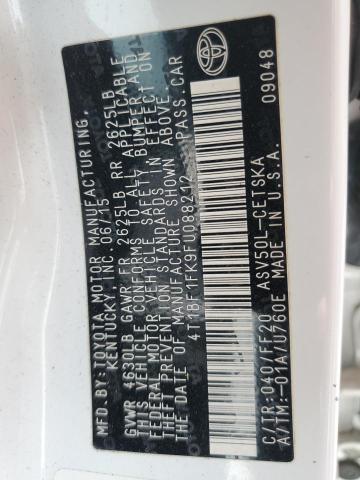 MFD. BY: TOYOTA MOTOR MANUFACTURING,
KENTUCKY, INC. 06/15
GVWR 4630LB GAWR FR 2625LB RR 2625LB
THIS VEHICLE CONFORMS TO ALL APPLICABLE
FEDERAL MOTOR VEHICLE SAFETY, BUMPER, AND
THEFT PREVENTION STANDARDS IN EFFECT ON
THE DATE OF MANUFACTURE SHOWN ABOVE.
4T1BF1FK9FU088212 PASS. CAR
C/TR: 040/FF20 ASV50L-CETSKA
A/TM: -01A/U760E MADE IN U.S.A. 09048